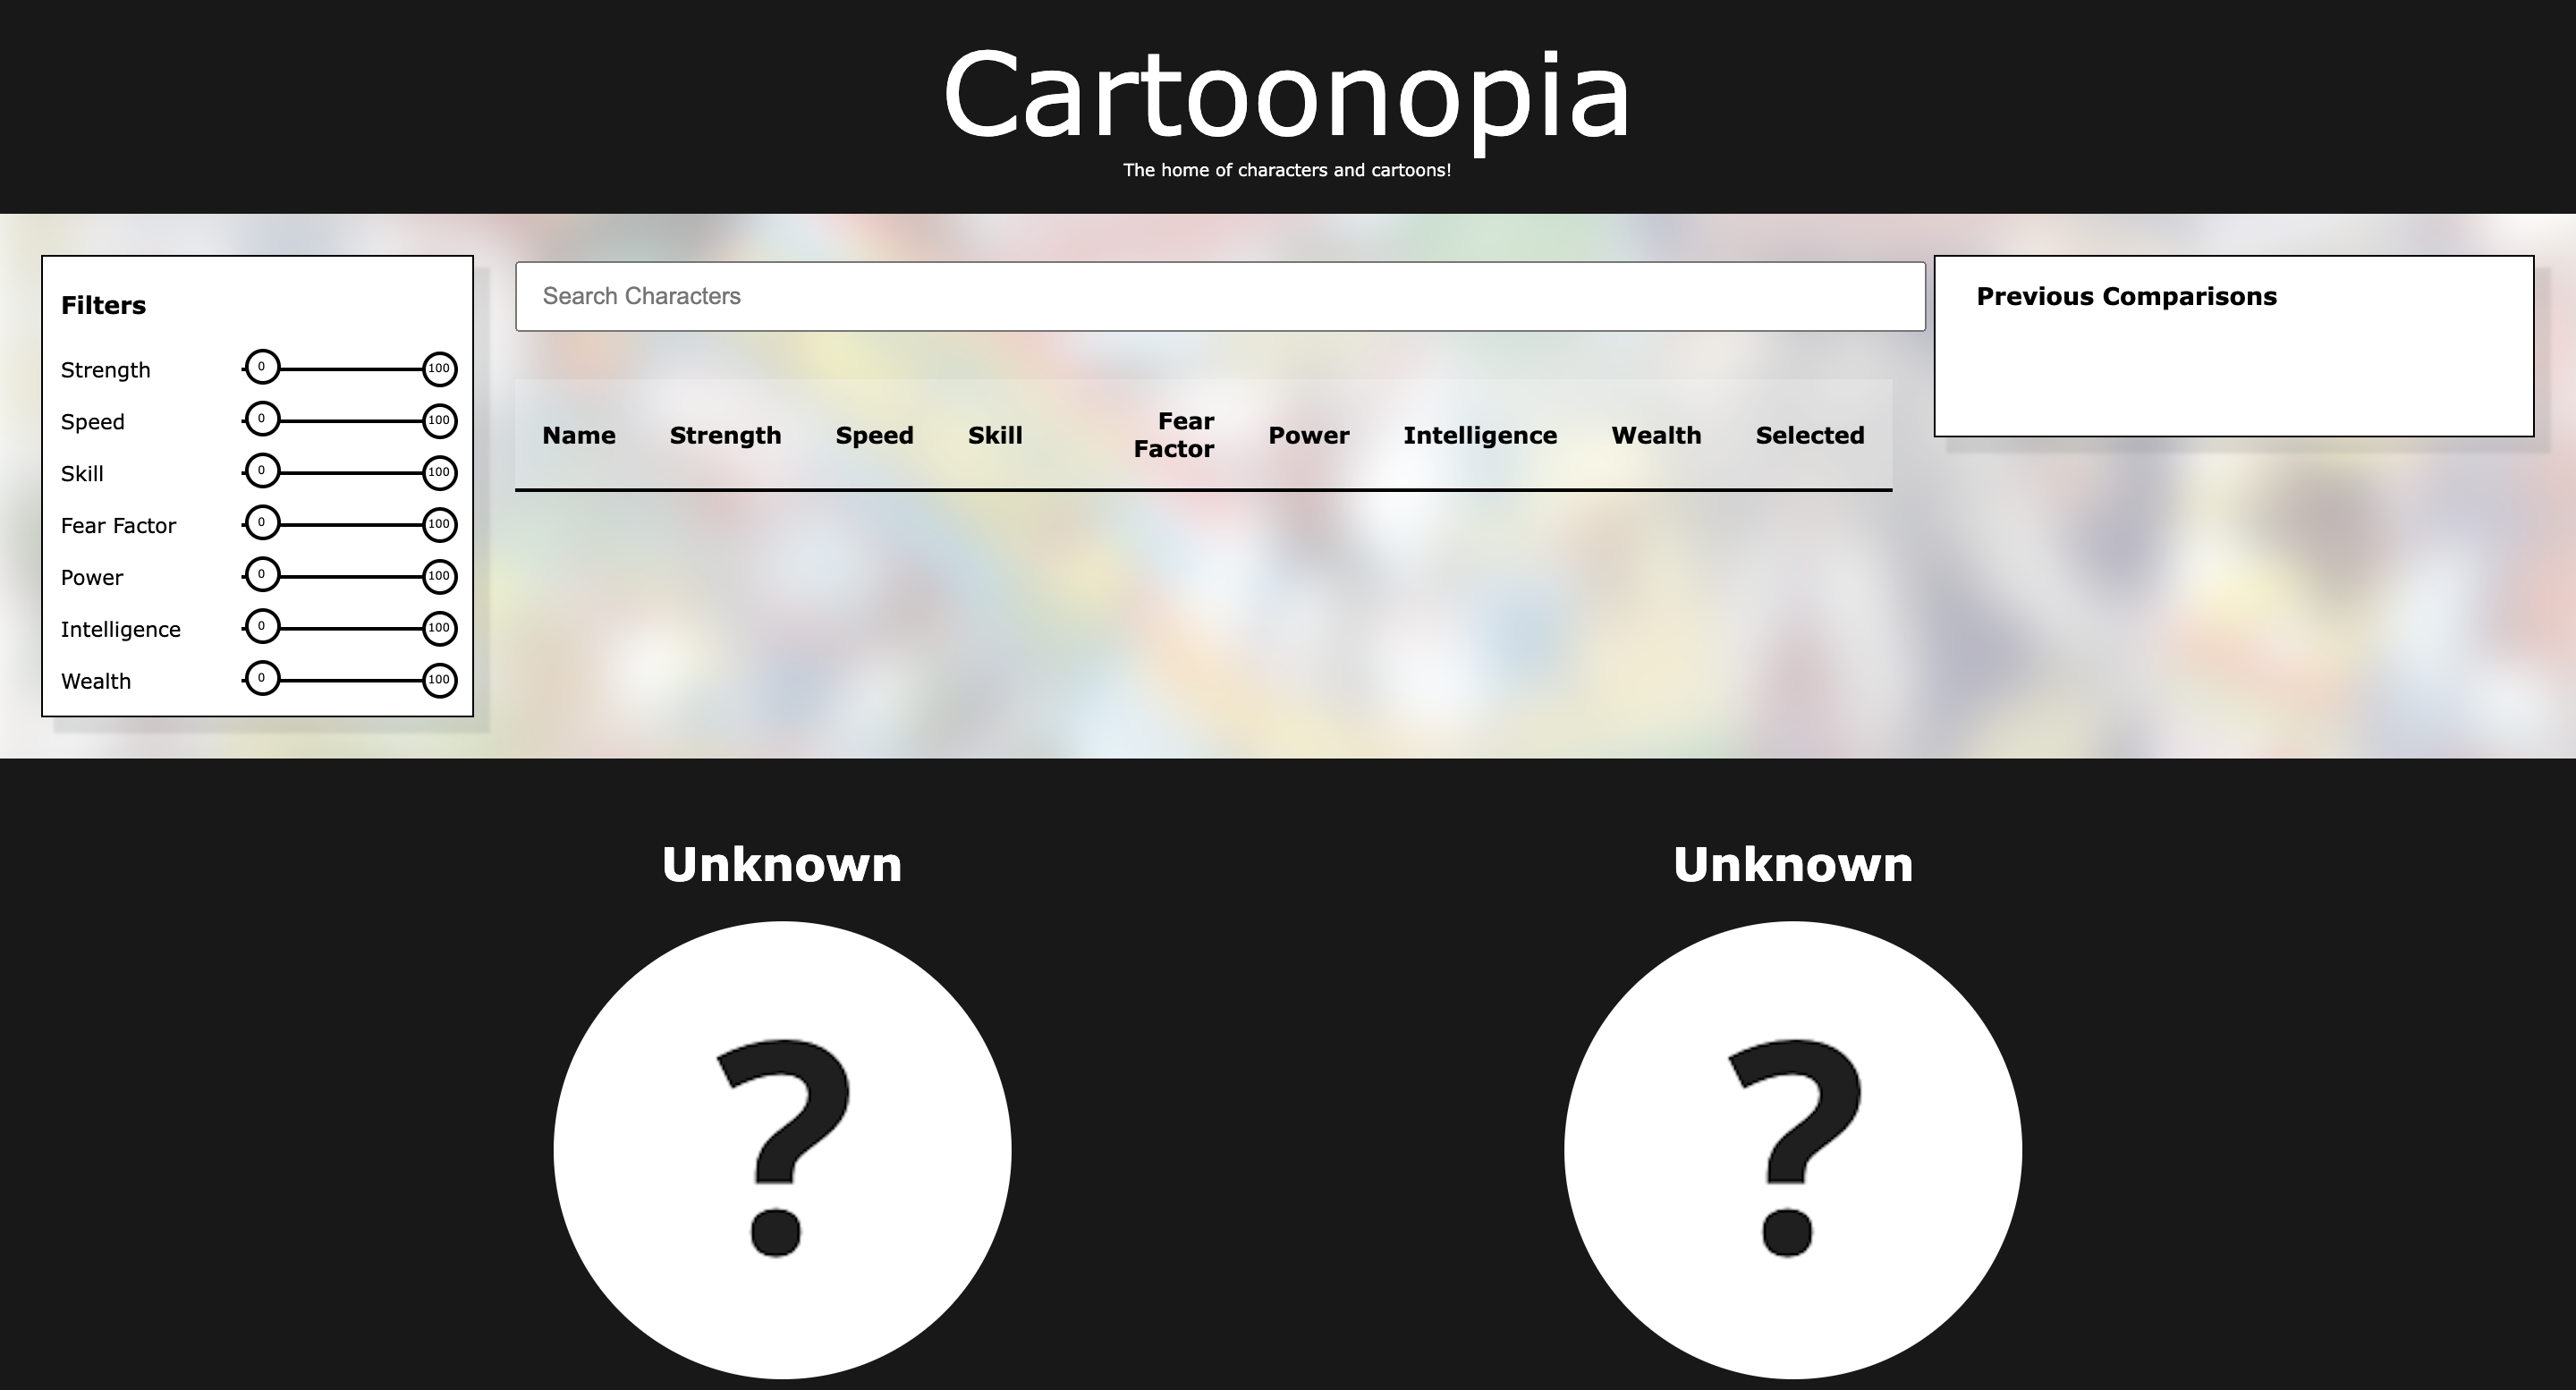 Cartoonopia
The home of characters and cartoons!
Filters
Strength 0 100
Speed 0 100
Skill 0 100
Fear Factor 0 100
Power 0 100
Intelligence 0 100
Wealth 0 100
Search Characters
Name Strength Speed Skill Fear Factor Power Intelligence Wealth Selected
Previous Comparisons
Unknown
?
Unknown
?